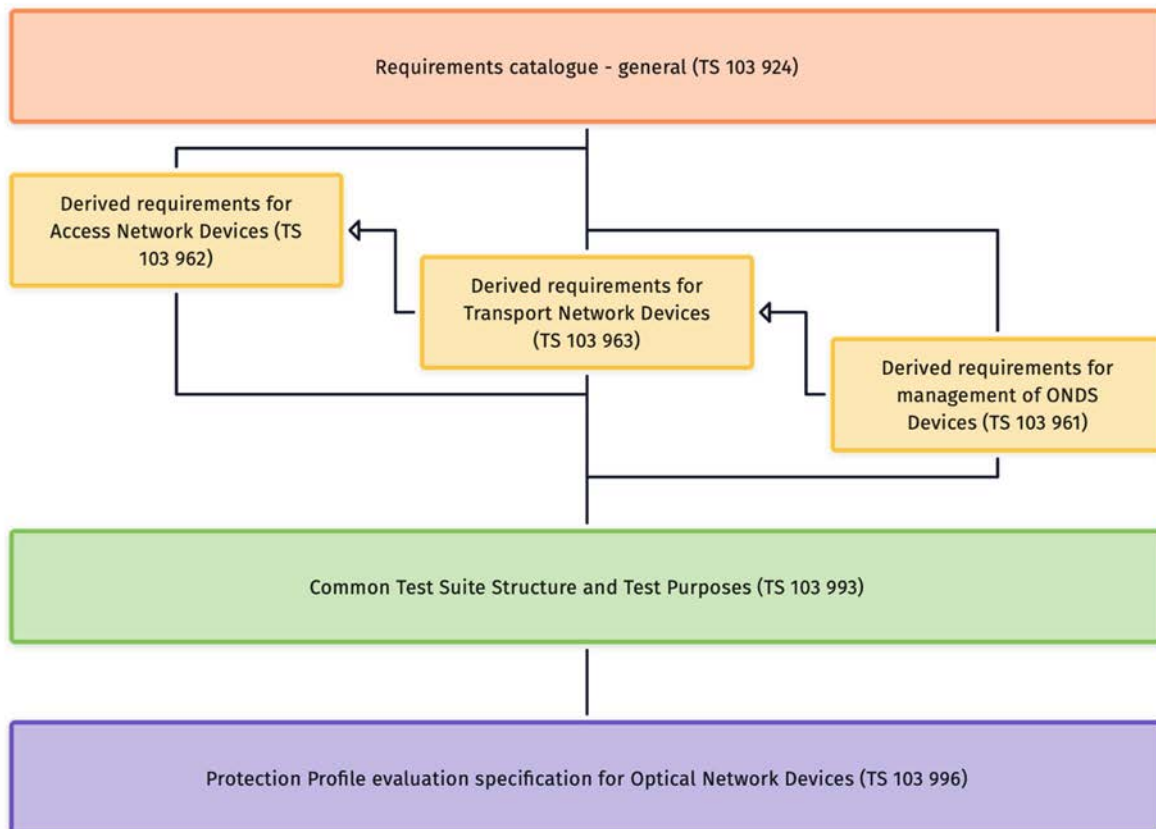 Requirements catalogue - general (TS 103 924)
Derived requirements for
Access Network Devices (TS
103 962)
Derived requirements for
Transport Network Devices
(TS 103 963)
Derived requirements for
management of ONDS
Devices (TS 103 961)
Common Test Suite Structure and Test Purposes (TS 103 993)
Protection Profile evaluation specification for Optical Network Devices (TS 103 996)